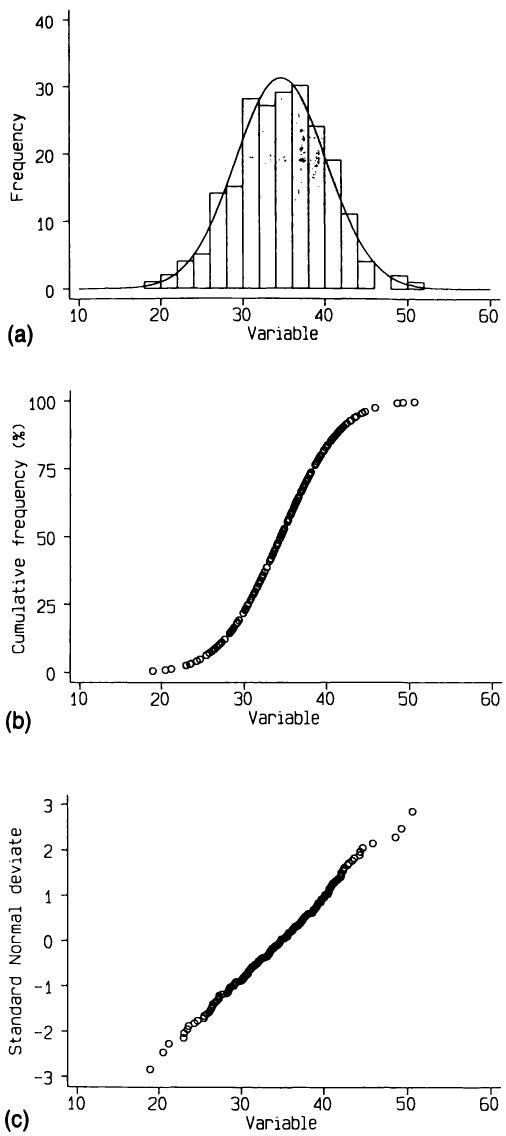 40
30
20
10
0
Frequency
10 20 30 40 50 60
Variable
(a)
100
75
50
25
0
Cumulative frequency (%)
10 20 30 40 50 60
Variable
(b)
3
2
1
0
-1
-2
-3
Standard Normal deviate
10 20 30 40 50 60
Variable
(c)